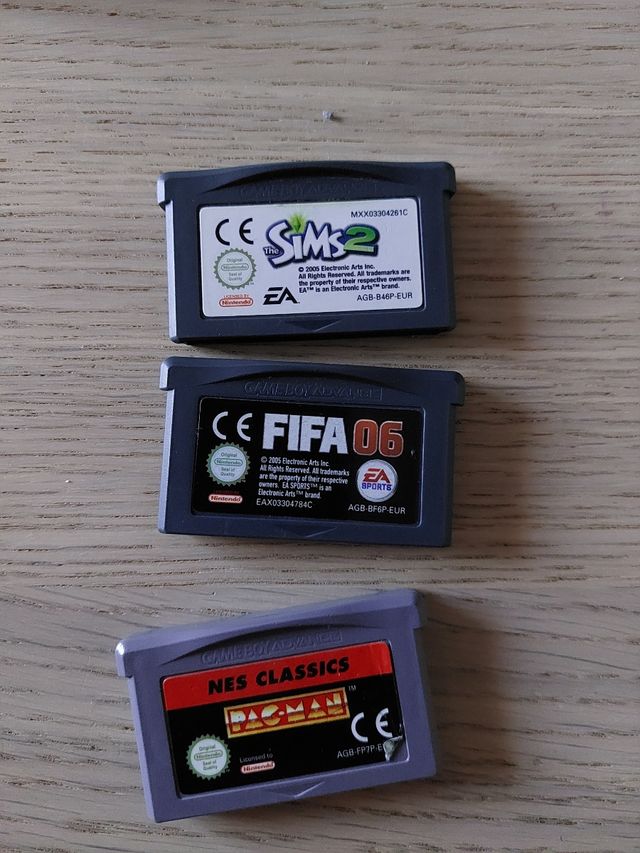 GAME BOY ADVANCE
CE
MXX03304261C
The SIMS 2
Original
Nintendo
Seal of
Quality
© 2005 Electronic Arts Inc.
All Rights Reserved. All trademarks are
the property of their respective owners.
EA™ is an Electronic Arts™ brand.
LICENSED BY
Nintendo
EA
AGB-B46P-EUR
GAME BOY ADVANCE
CE FIFA 06
Original
Nintendo
Seal of
Quality
© 2005 Electronic Arts Inc.
All Rights Reserved. All trademarks
are the property of their respective
owners. EA SPORTS™ is an
Electronic Arts™ brand.
EA
SPORTS
Nintendo
EAX03304784C
AGB-BF6P-EUR
GAME BOY ADVANCE
NES CLASSICS
PAC-MAN™
CE
Original
Nintendo
Seal of
Quality
Licensed to
Nintendo
AGB-FP7P-E